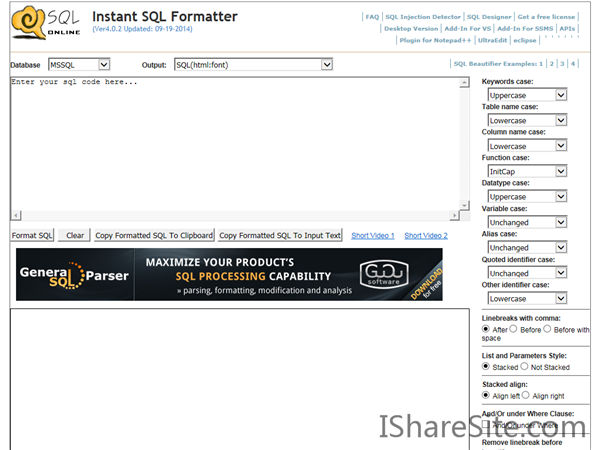 SQL
ONLINE
Instant SQL Formatter
(Ver4.0.2 Updated: 09-19-2014)
FAQ | SQL Injection Detector | SQL Designer | Get a free license |
Desktop Version | Add-In For VS | Add-In For SSMS | APIs |
Plugin for Notepad++ | UltraEdit | eclipse |
Database MSSQL Output: SQL(html:font)
SQL Beautifier Examples: 1 | 2 | 3 | 4 |
Enter your sql code here...
Keywords case:
Uppercase
Table name case:
Lowercase
Column name case:
Lowercase
Function case:
InitCap
Datatype case:
Uppercase
Variable case:
Unchanged
Alias case:
Unchanged
Quoted identifier case:
Unchanged
Other identifier case:
Lowercase
Format SQL Clear Copy Formatted SQL To Clipboard Copy Formatted SQL To Input Text Short Video 1 Short Video 2
General SQL Parser
MAXIMIZE YOUR PRODUCT'S
SQL PROCESSING CAPABILITY
» parsing, formatting, modification and analysis
GUDU
software
DOWNLOAD
for free
Linebreaks with comma:
After Before Before with
space
List and Parameters Style:
Stacked Not Stacked
Stacked align:
Align left Align right
And/Or under Where Clause:
And/Or under Where
Remove linebreak before
ISHareSite.com